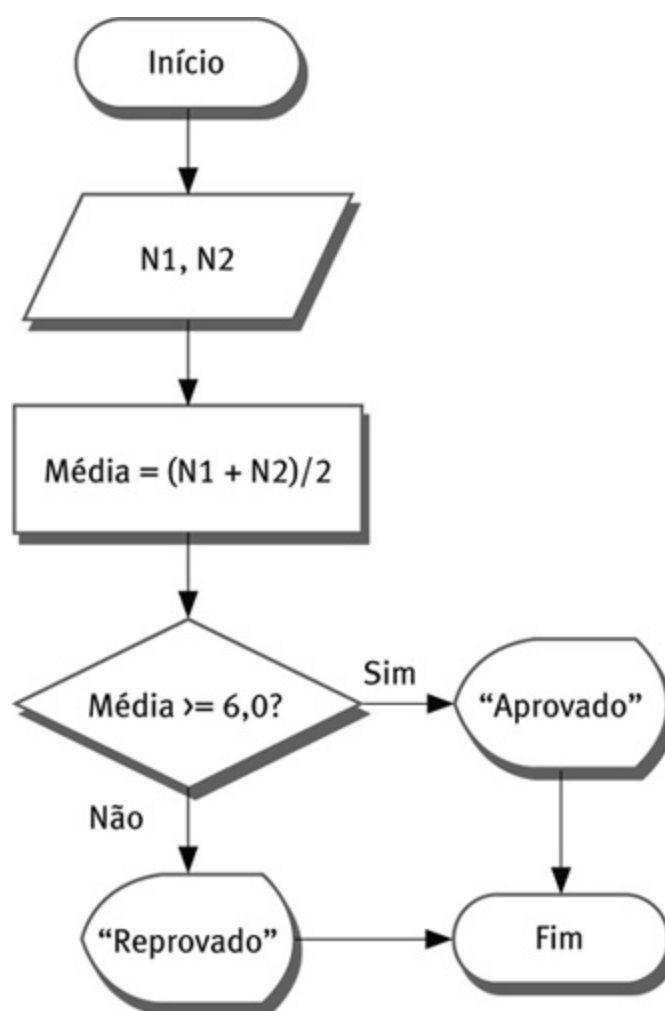 Início
N1, N2
Média = (N1 + N2)/2
Média >= 6,0?
Sim
“Aprovado”
Não
“Reprovado”
Fim